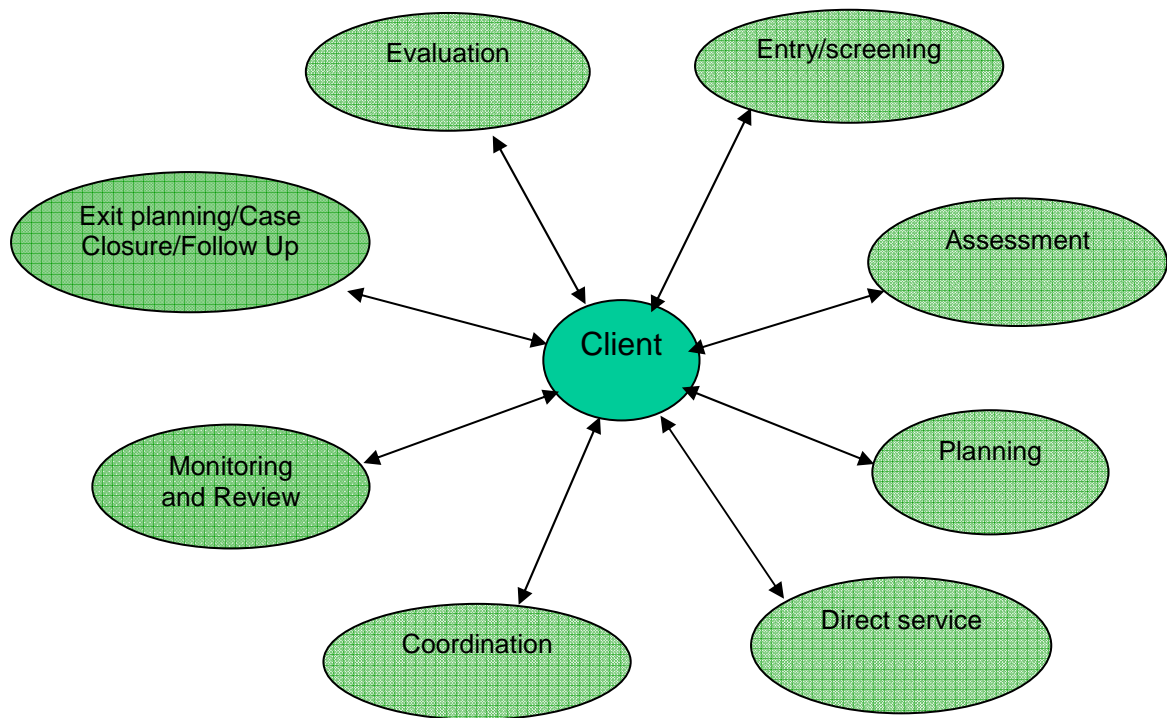 Evaluation
Entry/screening
Exit planning/Case
Closure/Follow Up
Assessment
Client
Monitoring
and Review
Planning
Coordination
Direct service